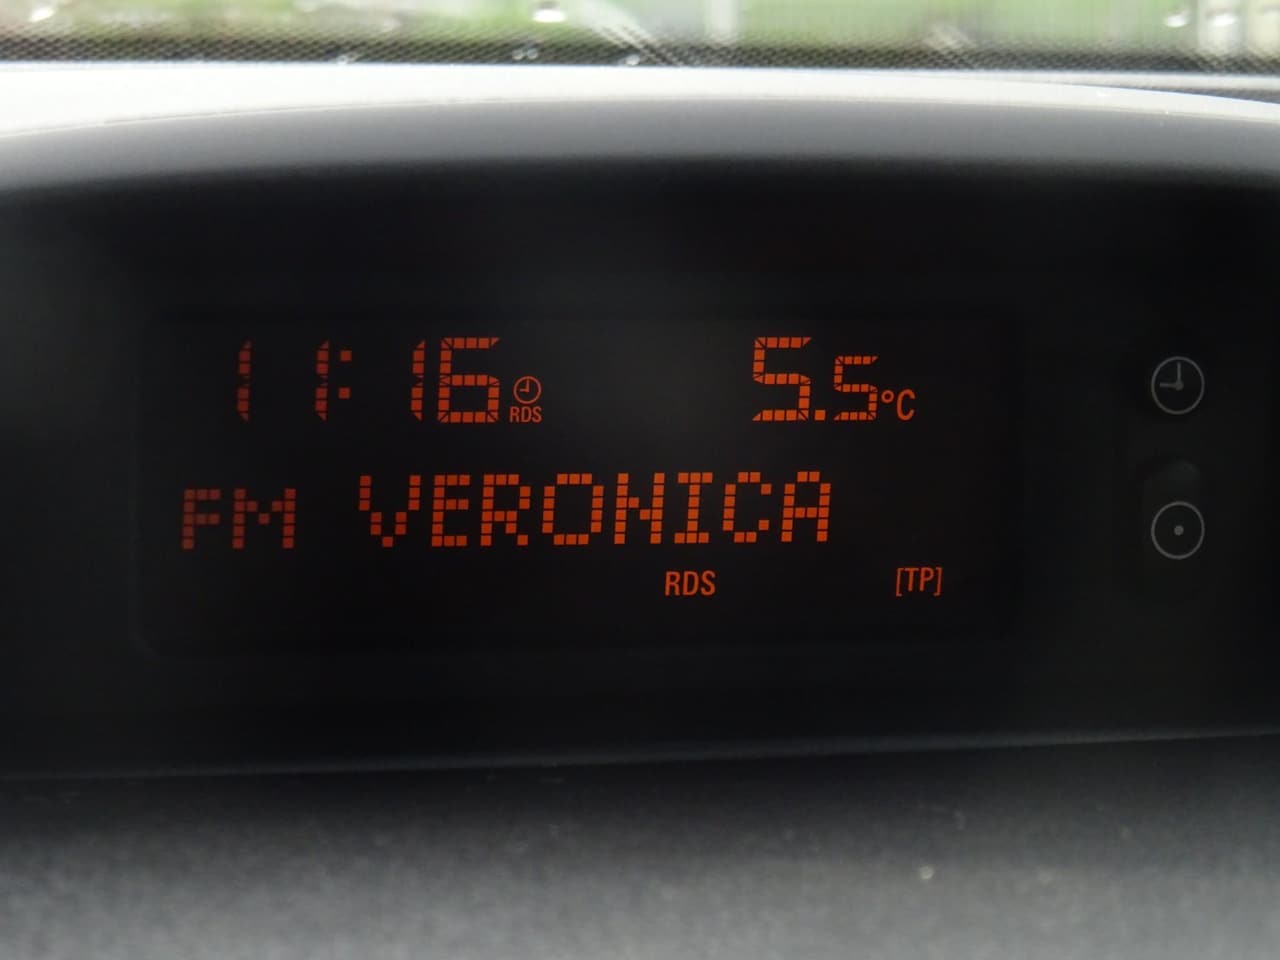 11:16 RDS 5.5°C
FM VERONICA
RDS [TP]